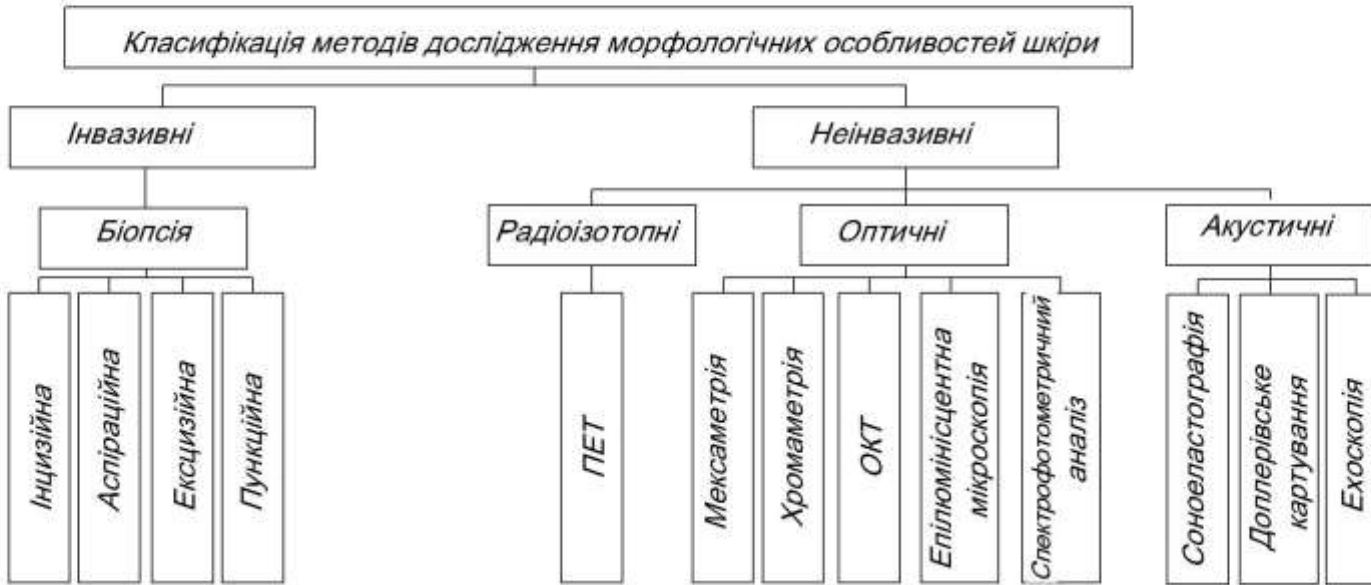 Класифікація методів дослідження морфологічних особливостей шкіри
Інвазивні
Неінвазивні
Біопсія
Радіоізотопні
Оптичні
Акустичні
Інцизійна
Аспіраційна
Ексцизійна
Пункційна
ПЕТ
Мексаметрія
Хромаметрія
ОКТ
Епілюмінісцентна
мікроскопія
Спектрофотометричний
аналіз
Соноеластографія
Допплерівське
картування
Ехоскопія